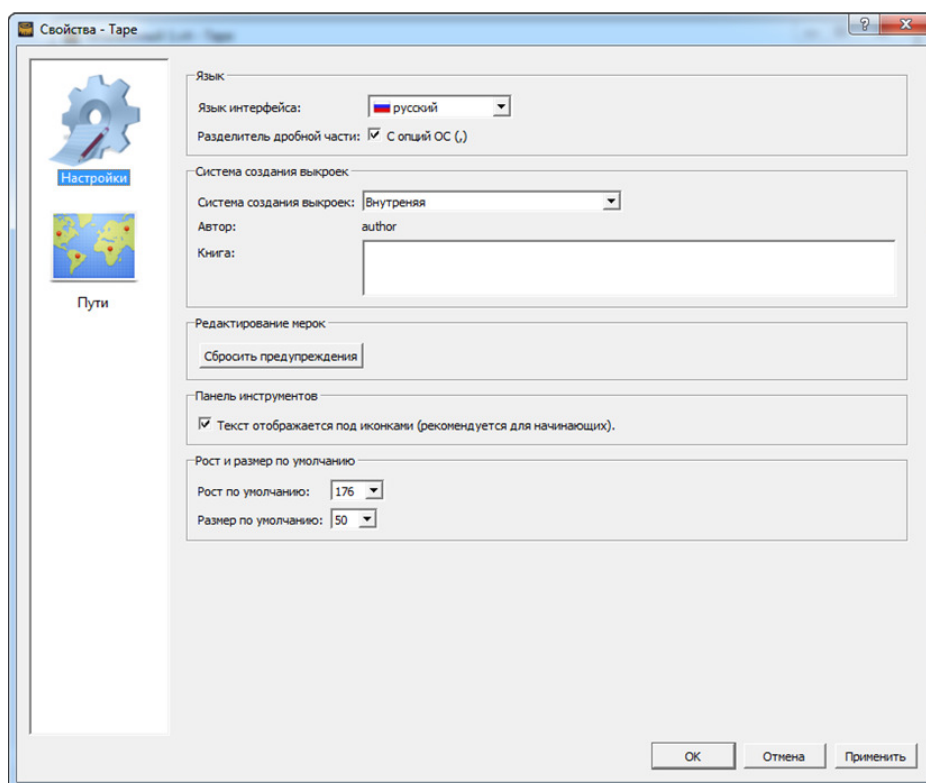 Свойства - Tape
Настройки
Пути
Язык
Язык интерфейса: русский
Разделитель дробной части: С опций ОС (,)
Система создания выкроек
Система создания выкроек: Внутреняя
Автор: author
Книга:
Редактирование мерок
Сбросить предупреждения
Панель инструментов
Текст отображается под иконками (рекомендуется для начинающих).
Рост и размер по умолчанию
Рост по умолчанию: 176
Размер по умолчанию: 50
ОК Отмена Применить